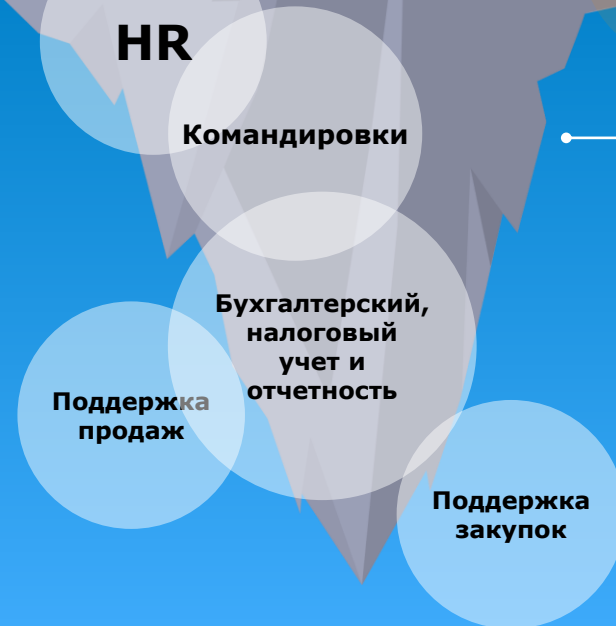 HR
Командировки
Бухгалтерский,
налоговый
учет и
отчетность
Поддержка
продаж
Поддержка
закупок